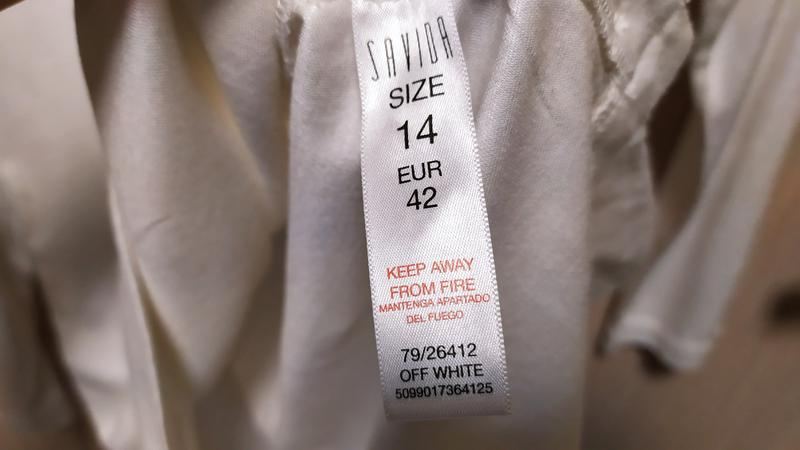 SAVIDA
SIZE
14
EUR
42
KEEP AWAY
FROM FIRE
MANTENGA APARTADO
DEL FUEGO
79/26412
OFF WHITE
5099017364125